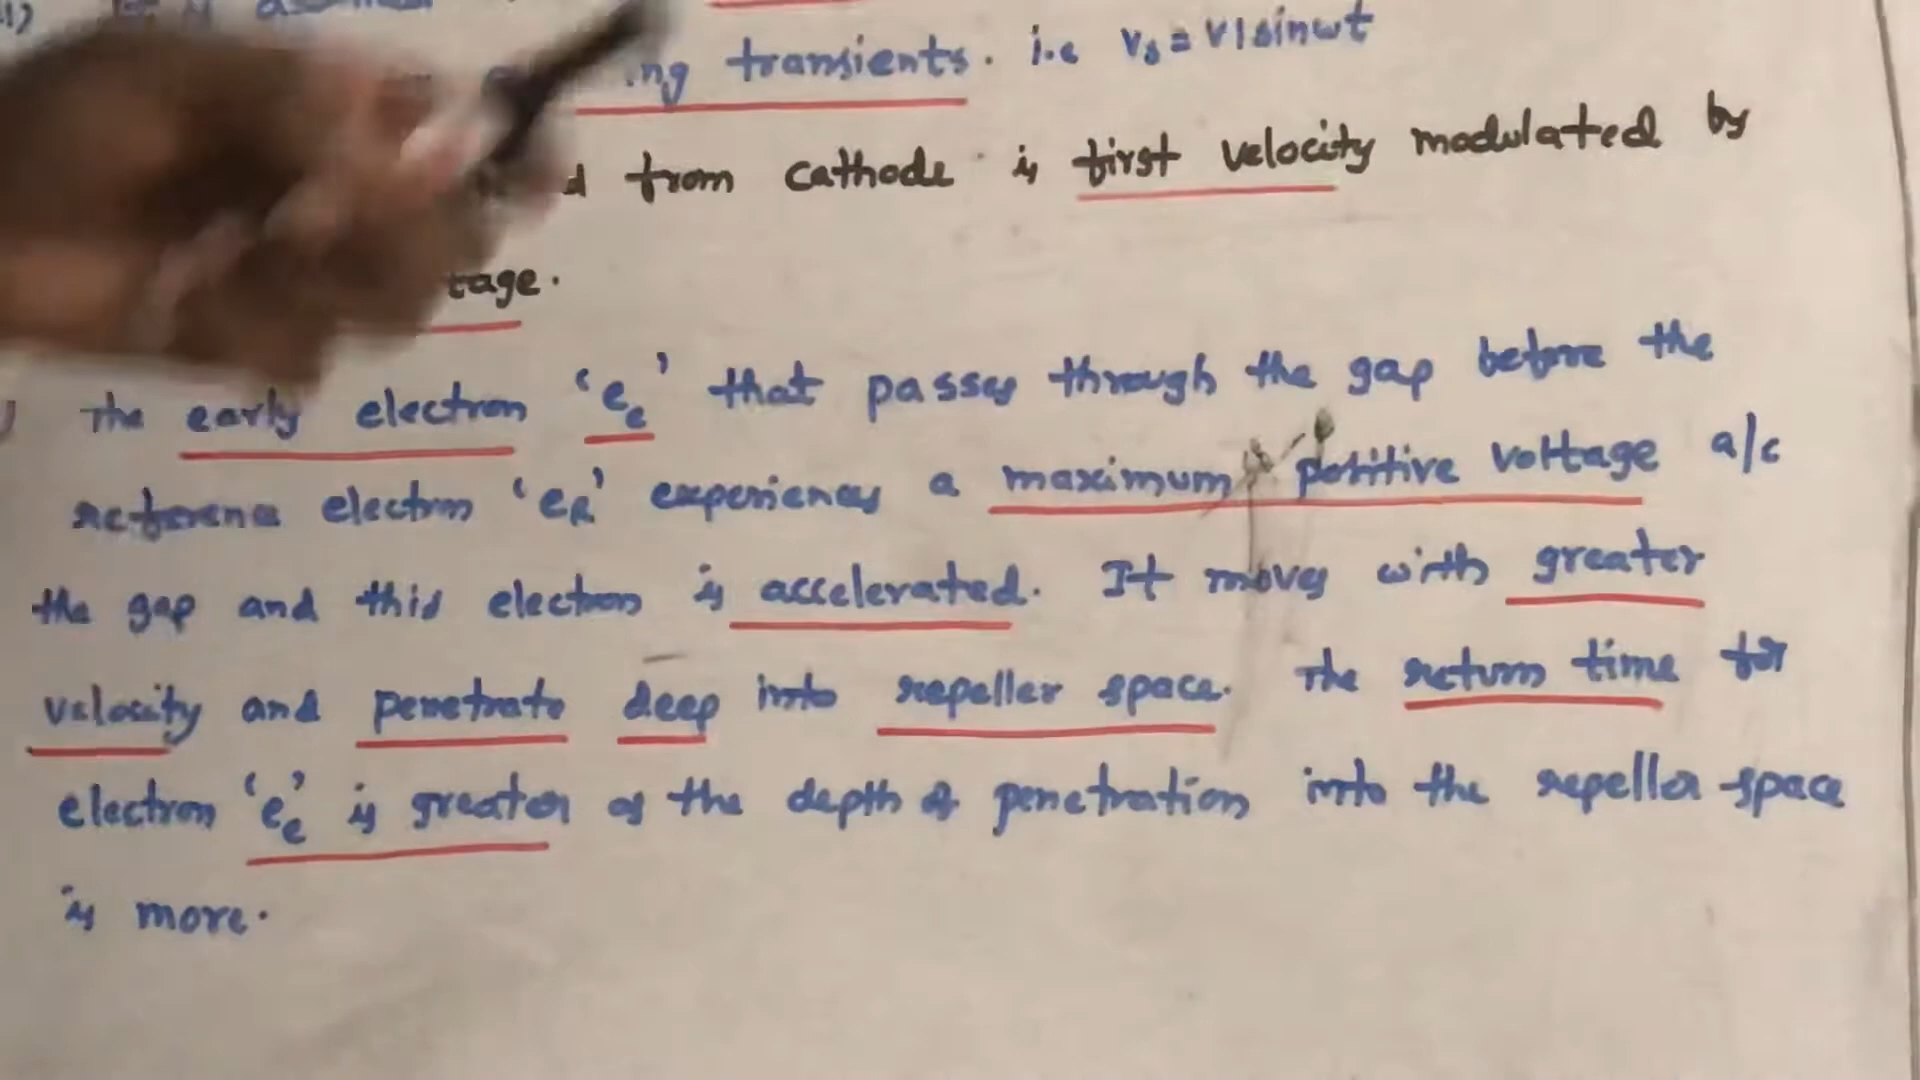 ng transients. i.e Vs = V1sinwt
d from cathode is first velocity modulated by
tage.
The early electron 'ee' that passes through the gap before the
reference electron 'eR' experiences a maximum positive voltage a/c
the gap and this electron is accelerated. It moves with greater
velocity and penetrate deep into repeller space. The return time for
electron 'ee' is greater as the depth of penetration into the repeller space
is more.